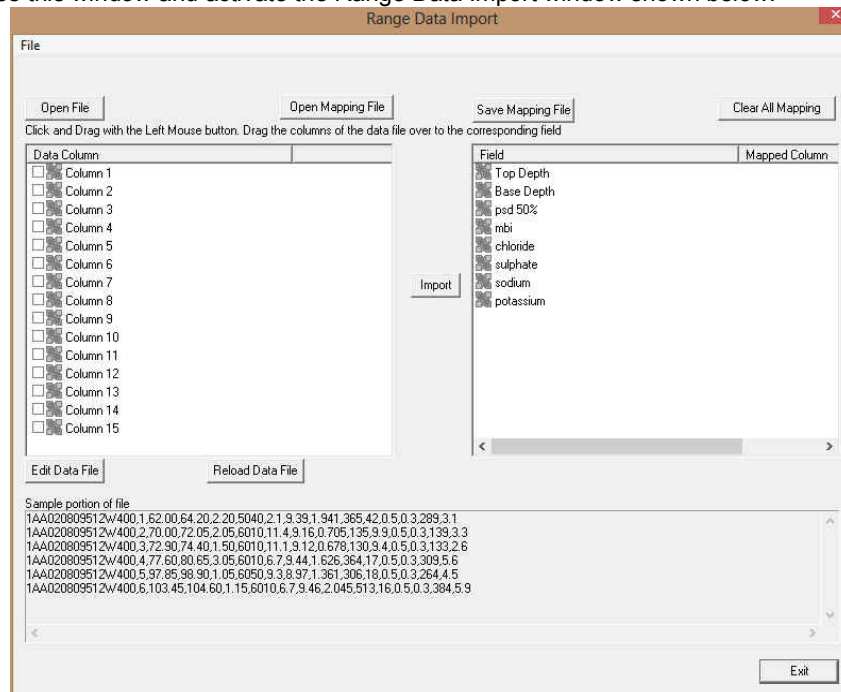 se this window and activate the Range Data Import window shown below.
Range Data Import
File
Open File
Open Mapping File
Save Mapping File
Clear All Mapping
Click and Drag with the Left Mouse button. Drag the columns of the data file over to the corresponding field
Data Column
Column 1
Column 2
Column 3
Column 4
Column 5
Column 6
Column 7
Column 8
Column 9
Column 10
Column 11
Column 12
Column 13
Column 14
Column 15
Import
Field Mapped Column
Top Depth
Base Depth
psd 50%
mbi
chloride
sulphate
sodium
potassium
Edit Data File
Reload Data File
Sample portion of file
1AA020809512W400,1,62.00,64.20,2.20,5040,2.1,9.39,1.941,365,42,0.5,0.3,289,3.1
1AA020809512W400,2,70.00,72.05,2.05,6010,11.4,9.16,0.705,135,9.9,0.5,0.3,139,3.3
1AA020809512W400,3,72.90,74.40,1.50,6010,11.1,9.12,0.678,130,9.4,0.5,0.3,133,2.6
1AA020809512W400,4,77.60,80.65,3.05,6010,6.7,9.44,1.626,364,17,0.5,0.3,309,5.6
1AA020809512W400,5,97.85,98.90,1.05,6050,9.3,8.97,1.361,306,18,0.5,0.3,264,4.5
1AA020809512W400,6,103.45,104.60,1.15,6010,6.7,9.46,2.045,513,16,0.5,0.3,384,5.9
Exit